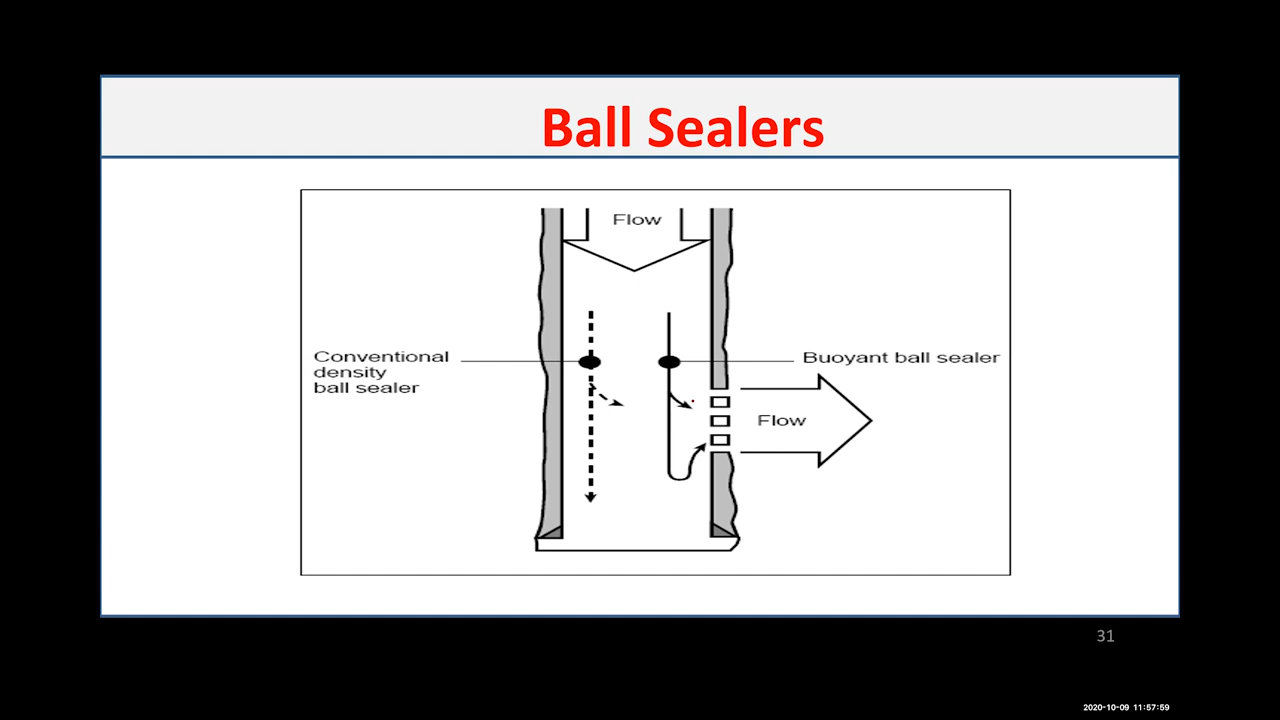 Ball Sealers
Flow
Conventional
density
ball sealer
Buoyant ball sealer
Flow
31
2020-10-09 11:57:59